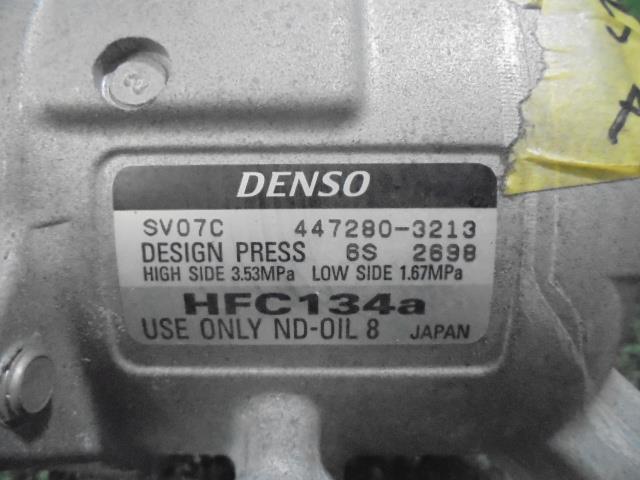 DENSO
SV07C 447280-3213
DESIGN PRESS 6S 2698
HIGH SIDE 3.53MPa LOW SIDE 1.67MPa
HFC134a
USE ONLY ND-OIL 8 JAPAN